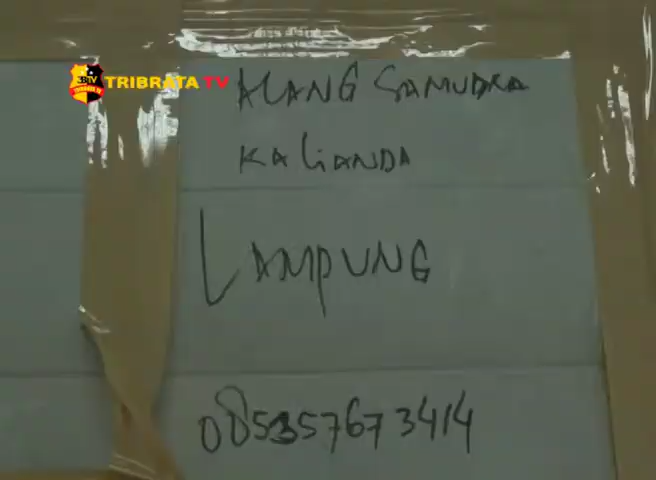 TRIBRATA TV
ALANG SAMUDRA
KALIANDA
LAMPUNG
085357673414